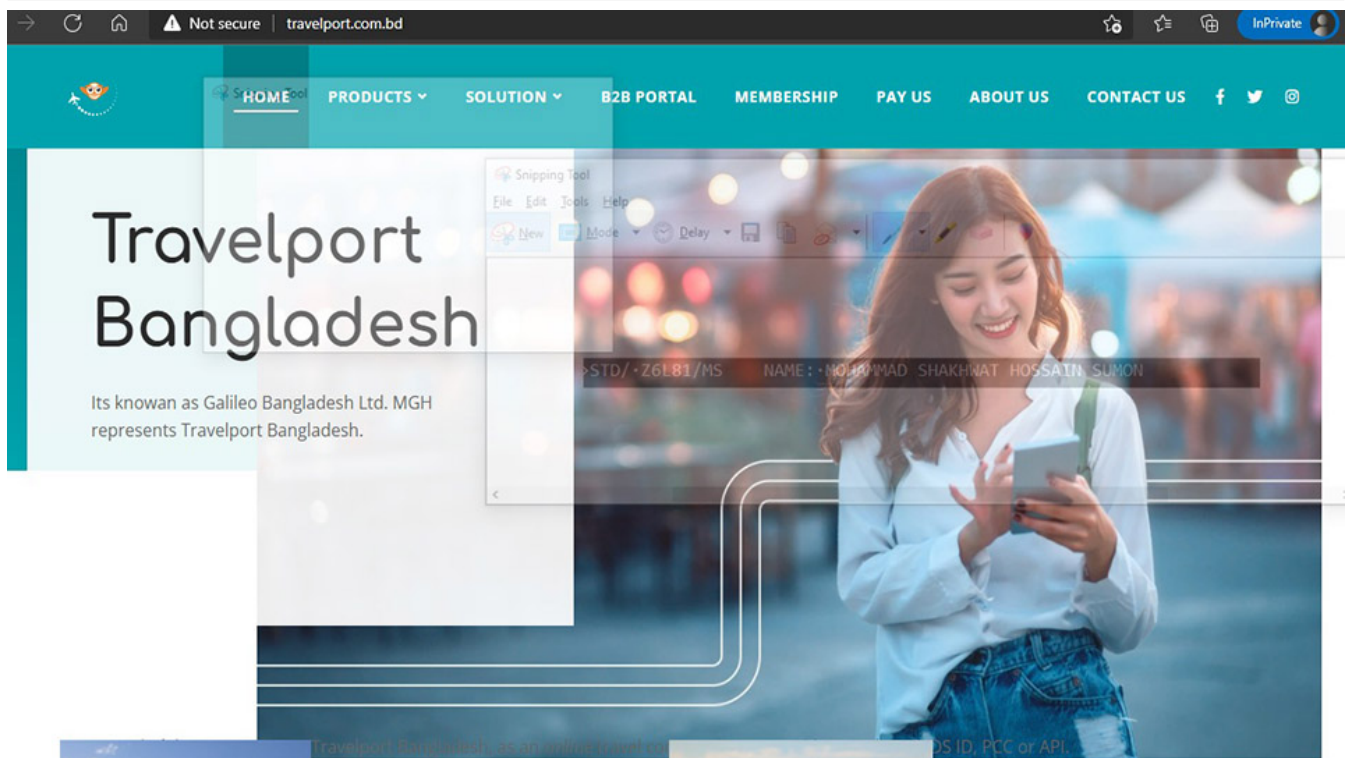 Not secure travelport.com.bd InPrivate
Snipping Tool
HOME PRODUCTS SOLUTION B2B PORTAL MEMBERSHIP PAY US ABOUT US CONTACT US
Snipping Tool
File Edit Tools Help
New Mode Delay
Travelport
Bangladesh
>STD/·Z6L81/MS NAME:·MOHAMMAD SHAKHWAT HOSSAIN SUMON
Its knowan as Galileo Bangladesh Ltd. MGH
represents Travelport Bangladesh.
Travelport Bangladesh, as an online travel ID, PCC or API.